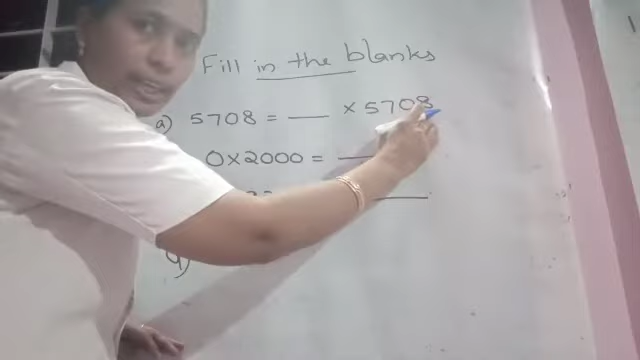 Fill in the blanks
a) 5708 = ___ × 5708
0×2000 = ___
d)